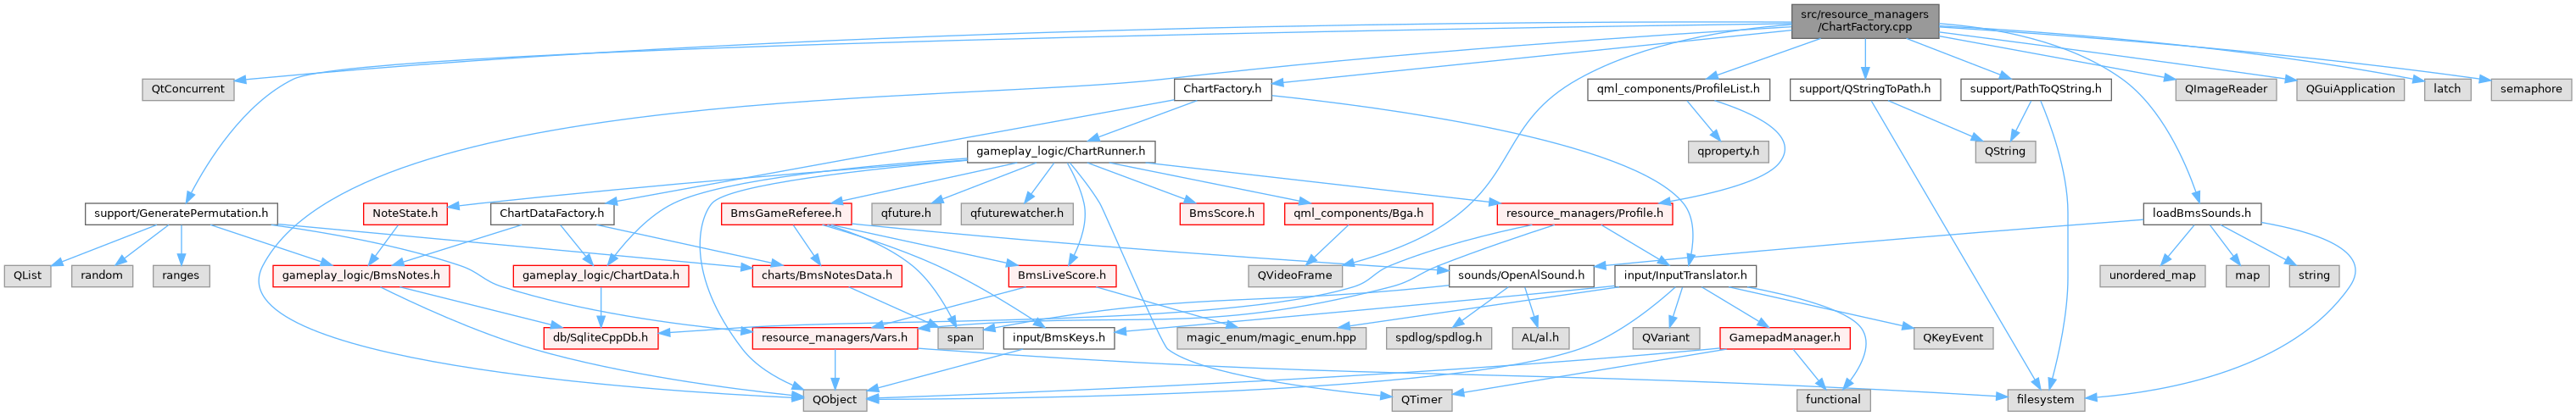 src/resource_managers
/ChartFactory.cpp
QtConcurrent
ChartFactory.h
qml_components/ProfileList.h
support/QStringToPath.h
support/PathToQString.h
QImageReader
QGuiApplication
latch
semaphore
gameplay_logic/ChartRunner.h
qproperty.h
QString
support/GeneratePermutation.h
NoteState.h
ChartDataFactory.h
BmsGameReferee.h
qfuture.h
qfuturewatcher.h
BmsScore.h
qml_components/Bga.h
resource_managers/Profile.h
loadBmsSounds.h
QList
random
ranges
gameplay_logic/BmsNotes.h
gameplay_logic/ChartData.h
charts/BmsNotesData.h
BmsLiveScore.h
QVideoFrame
sounds/OpenAlSound.h
input/InputTranslator.h
unordered_map
map
string
db/SqliteCppDb.h
resource_managers/Vars.h
span
input/BmsKeys.h
magic_enum/magic_enum.hpp
spdlog/spdlog.h
AL/al.h
QVariant
GamepadManager.h
QKeyEvent
QObject
QTimer
functional
filesystem